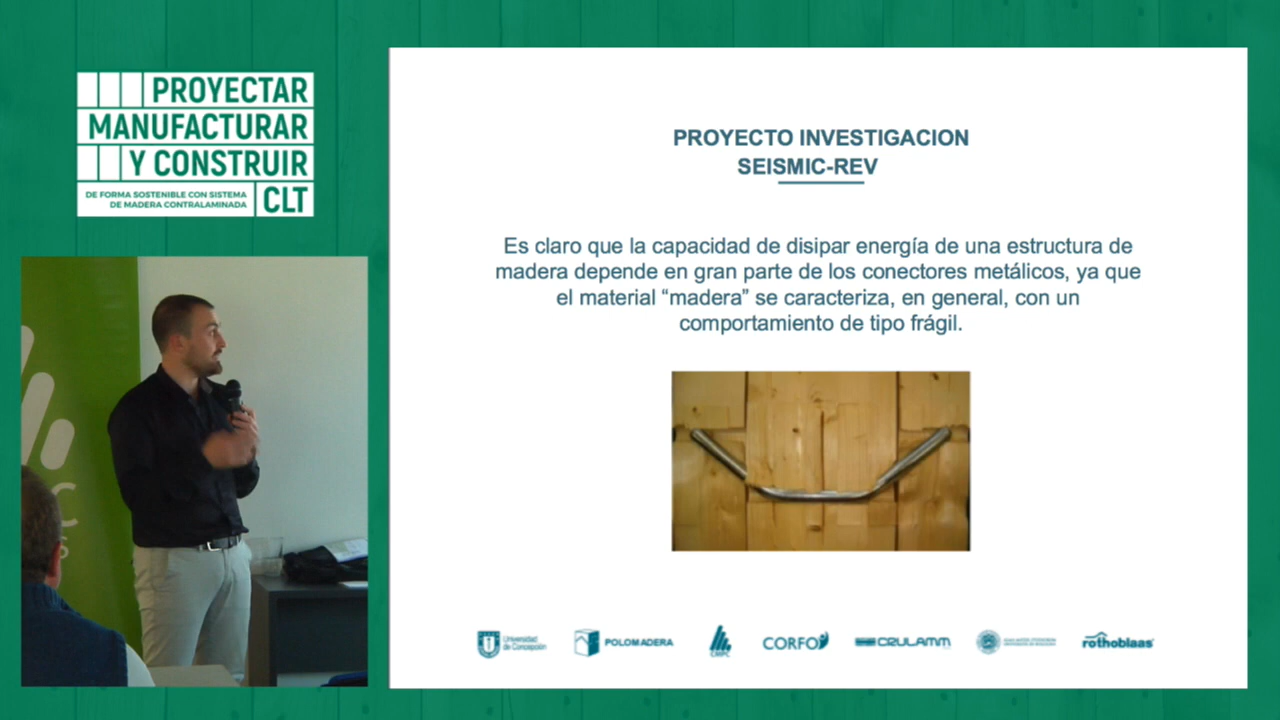 PROYECTAR
MANUFACTURAR
Y CONSTRUIR
DE FORMA SOSTENIBLE CON SISTEMA
DE MADERA CONTRALAMINADA
CLT
PROYECTO INVESTIGACION
SEISMIC-REV
Es claro que la capacidad de disipar energía de una estructura de
madera depende en gran parte de los conectores metálicos, ya que
el material “madera” se caracteriza, en general, con un
comportamiento de tipo frágil.
Universidad
de Concepción
POLOMADERA
CMPC
CORFO
CRULAMM
rothoblaas